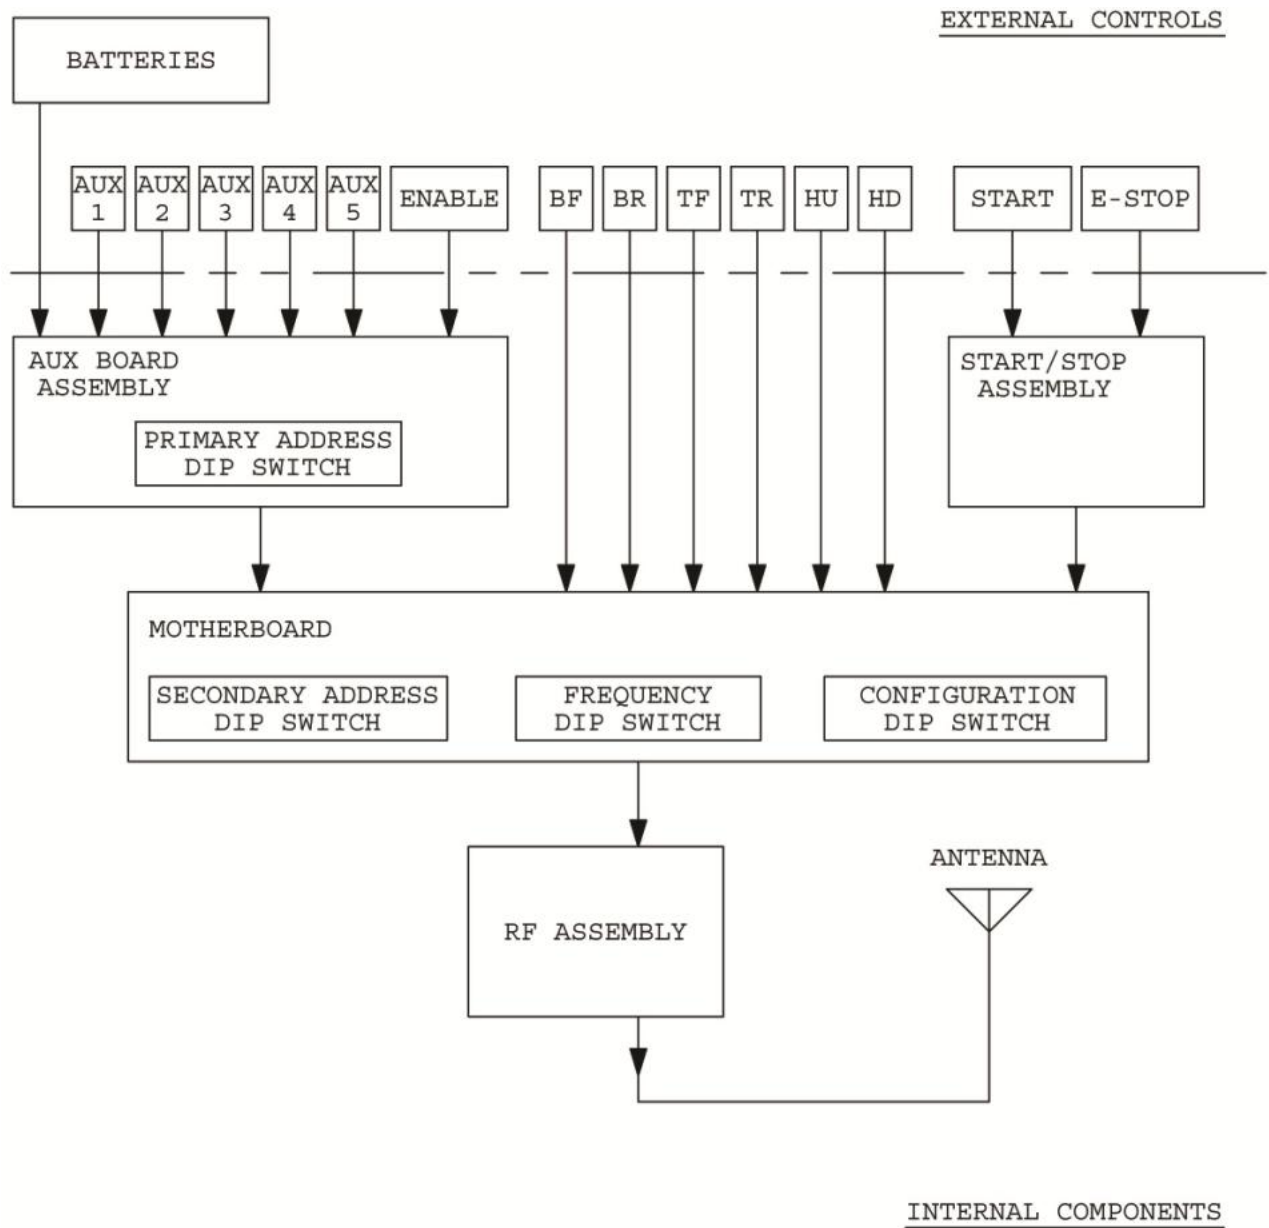 EXTERNAL CONTROLS
BATTERIES
AUX
1
AUX
2
AUX
3
AUX
4
AUX
5
ENABLE
BF
BR
TF
TR
HU
HD
START
E-STOP
AUX BOARD
ASSEMBLY
PRIMARY ADDRESS
DIP SWITCH
START/STOP
ASSEMBLY
MOTHERBOARD
SECONDARY ADDRESS
DIP SWITCH
FREQUENCY
DIP SWITCH
CONFIGURATION
DIP SWITCH
RF ASSEMBLY
ANTENNA
INTERNAL COMPONENTS